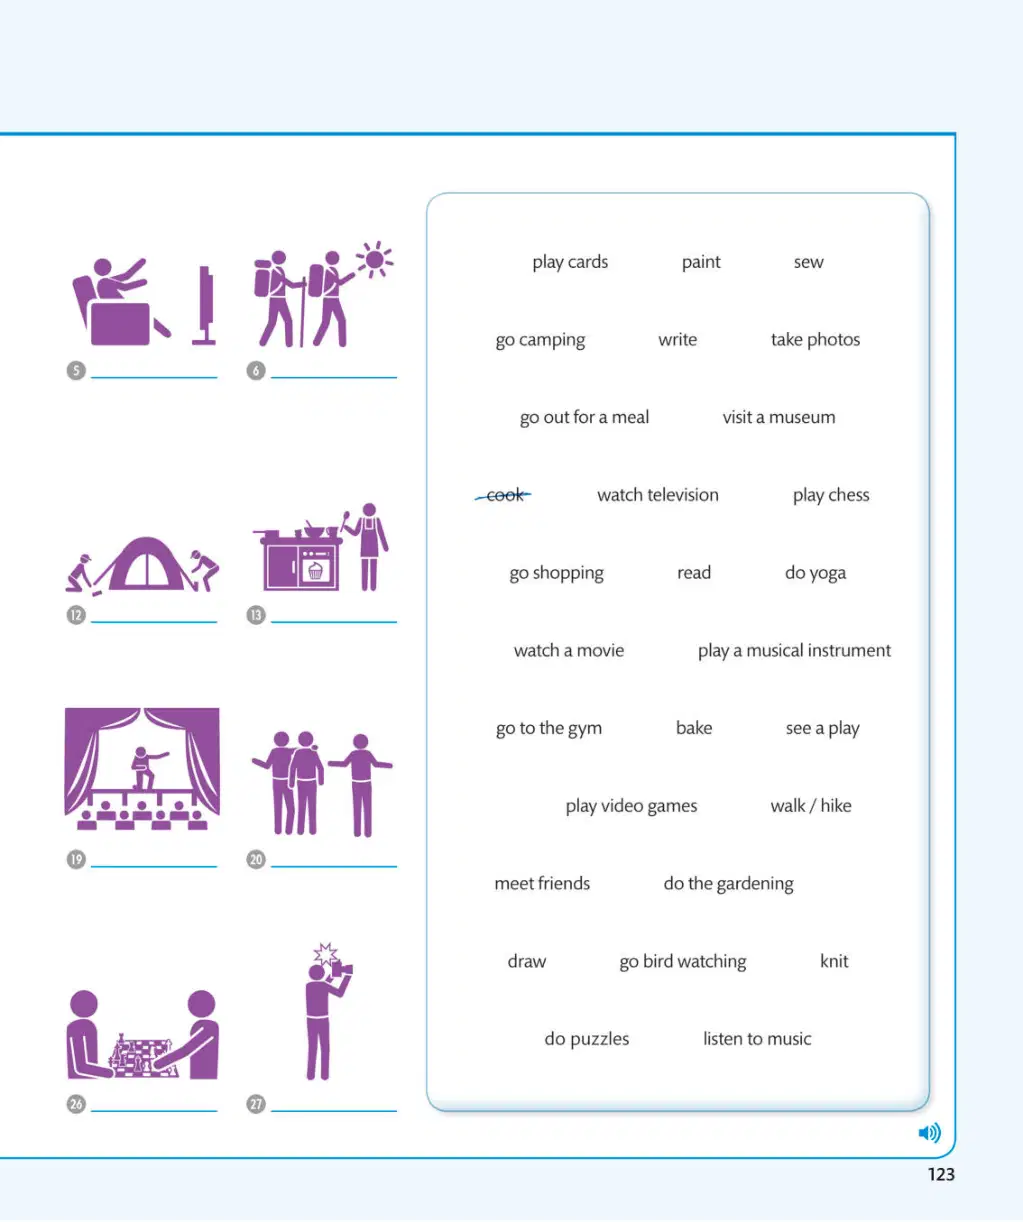 play cards paint sew
go camping write take photos
5 6
go out for a meal visit a museum
cook watch television play chess
go shopping read do yoga
12 13
watch a movie play a musical instrument
go to the gym bake see a play
play video games walk / hike
19 20
meet friends do the gardening
draw go bird watching knit
do puzzles listen to music
26 27
123